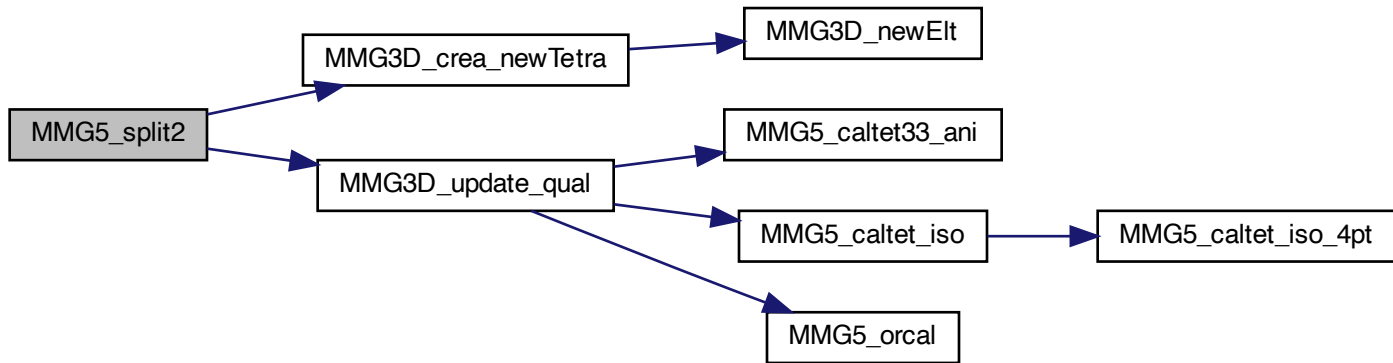 MMG5_split2
MMG3D_crea_newTetra
MMG3D_newElt
MMG3D_update_qual
MMG5_caltet33_ani
MMG5_caltet_iso
MMG5_caltet_iso_4pt
MMG5_orcal